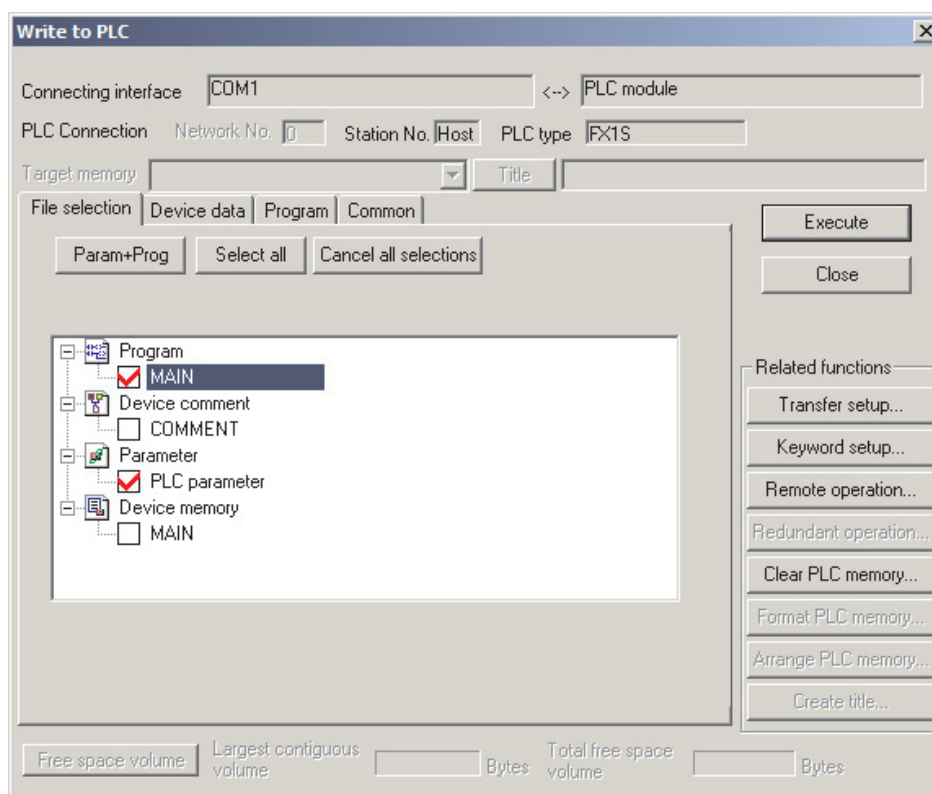 Write to PLC
Connecting interface COM1 <--> PLC module
PLC Connection Network No. 0 Station No. Host PLC type FX1S
Target memory Title
File selection Device data Program Common
Execute
Param+Prog Select all Cancel all selections
Close
Program
MAIN
Device comment
COMMENT
Parameter
PLC parameter
Device memory
MAIN
Related functions
Transfer setup...
Keyword setup...
Remote operation...
Redundant operation...
Clear PLC memory...
Format PLC memory...
Arrange PLC memory...
Create title...
Free space volume Largest contiguous volume Bytes Total free space volume Bytes